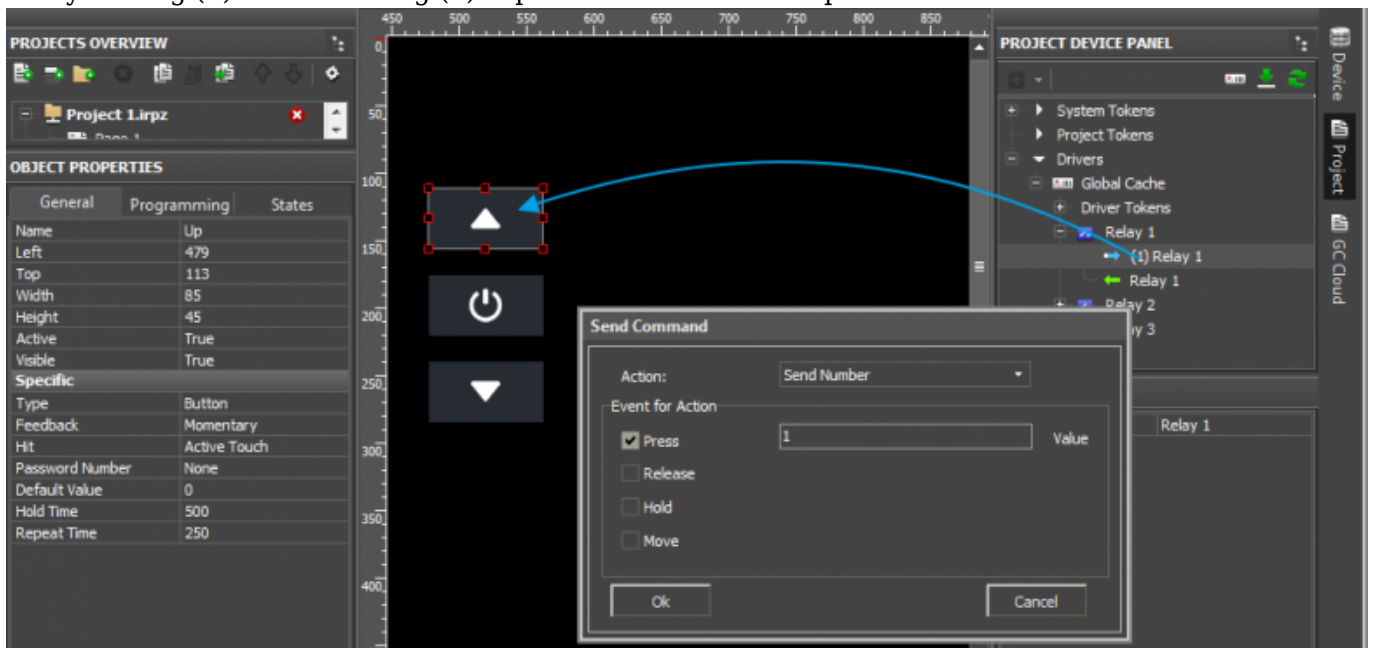 450 500 550 600 650 700 750 800 850
PROJECTS OVERVIEW
Project 1.irpz
Page 1
OBJECT PROPERTIES
General Programming States
Name Up
Left 479
Top 113
Width 85
Height 45
Active True
Visible True
Specific
Type Button
Feedback Momentary
Hit Active Touch
Password Number None
Default Value 0
Hold Time 500
Repeat Time 250
0
50
100
150
200
250
300
350
400
Send Command
Action: Send Number
Event for Action
Press 1 Value
Release
Hold
Move
Ok Cancel
PROJECT DEVICE PANEL
System Tokens
Project Tokens
Drivers
Global Cache
Driver Tokens
Relay 1
(1) Relay 1
Relay 1
Relay 2
y 3
Relay 1
Device
Project
GC Cloud